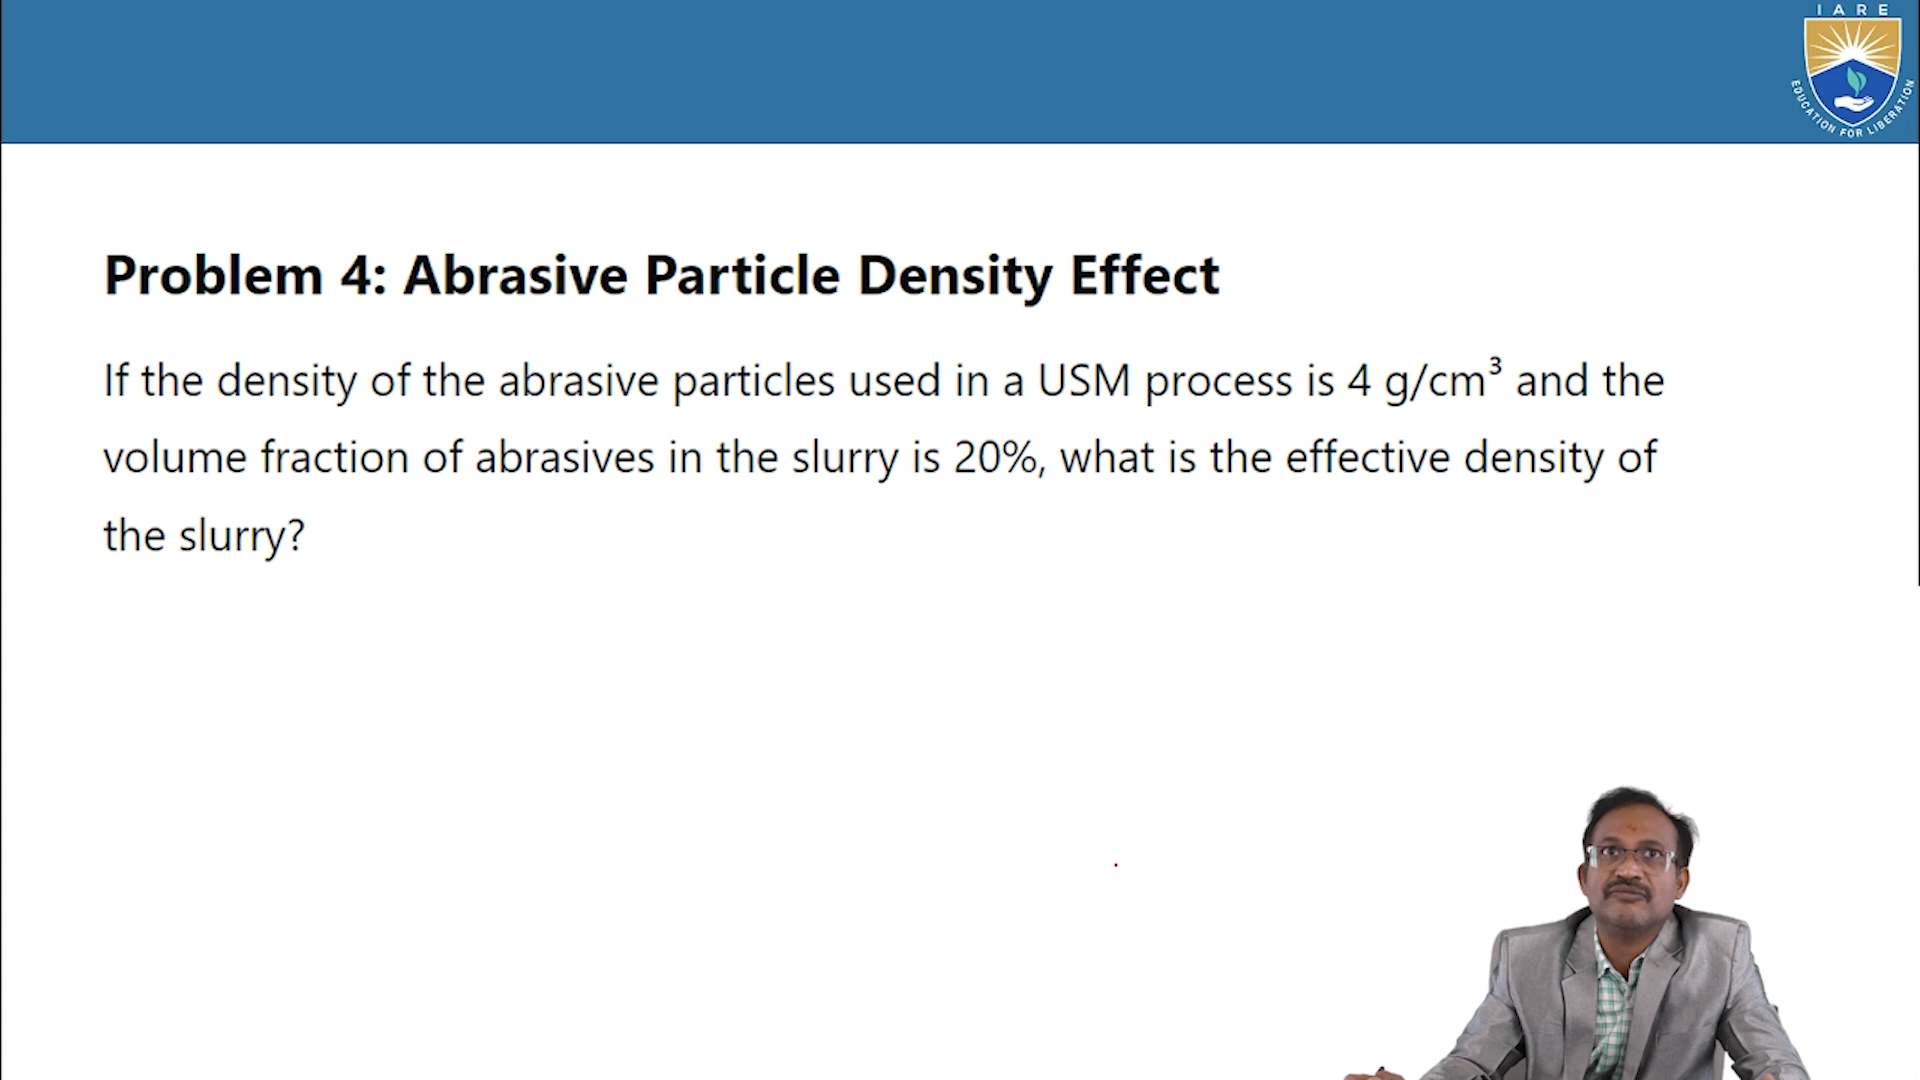 I A R E
EDUCATION FOR LIBERATION
Problem 4: Abrasive Particle Density Effect
If the density of the abrasive particles used in a USM process is 4 g/cm³ and the
volume fraction of abrasives in the slurry is 20%, what is the effective density of
the slurry?